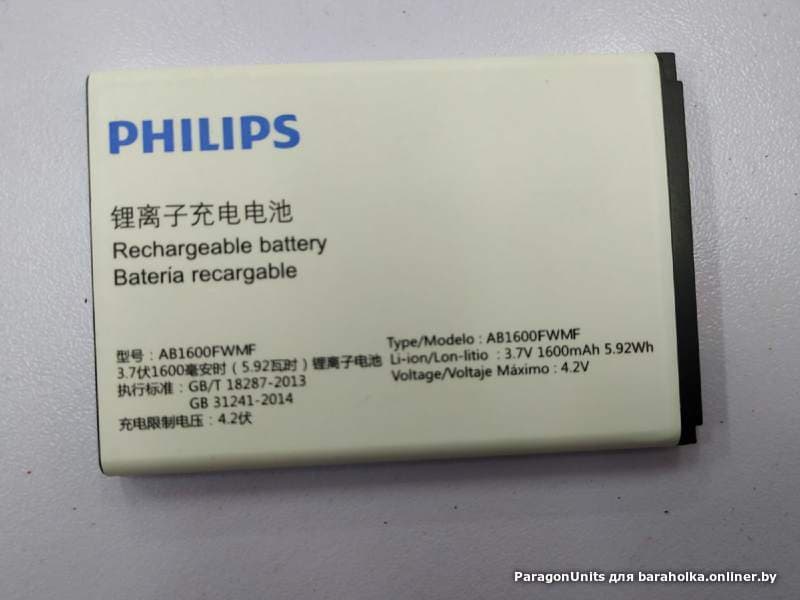 PHILIPS
锂离子充电电池
Rechargeable battery
Bateria recargable
型号：AB1600FWMF
3.7伏1600毫安时（5.92瓦时）锂离子电池
执行标准：GB/T 18287-2013
GB 31241-2014
充电限制电压：4.2伏
Type/Modelo : AB1600FWMF
Li-ion/Lon-litio : 3.7V 1600mAh 5.92Wh
Voltage/Voltaje Máximo : 4.2V
ParagonUnits для baraholka.onliner.by